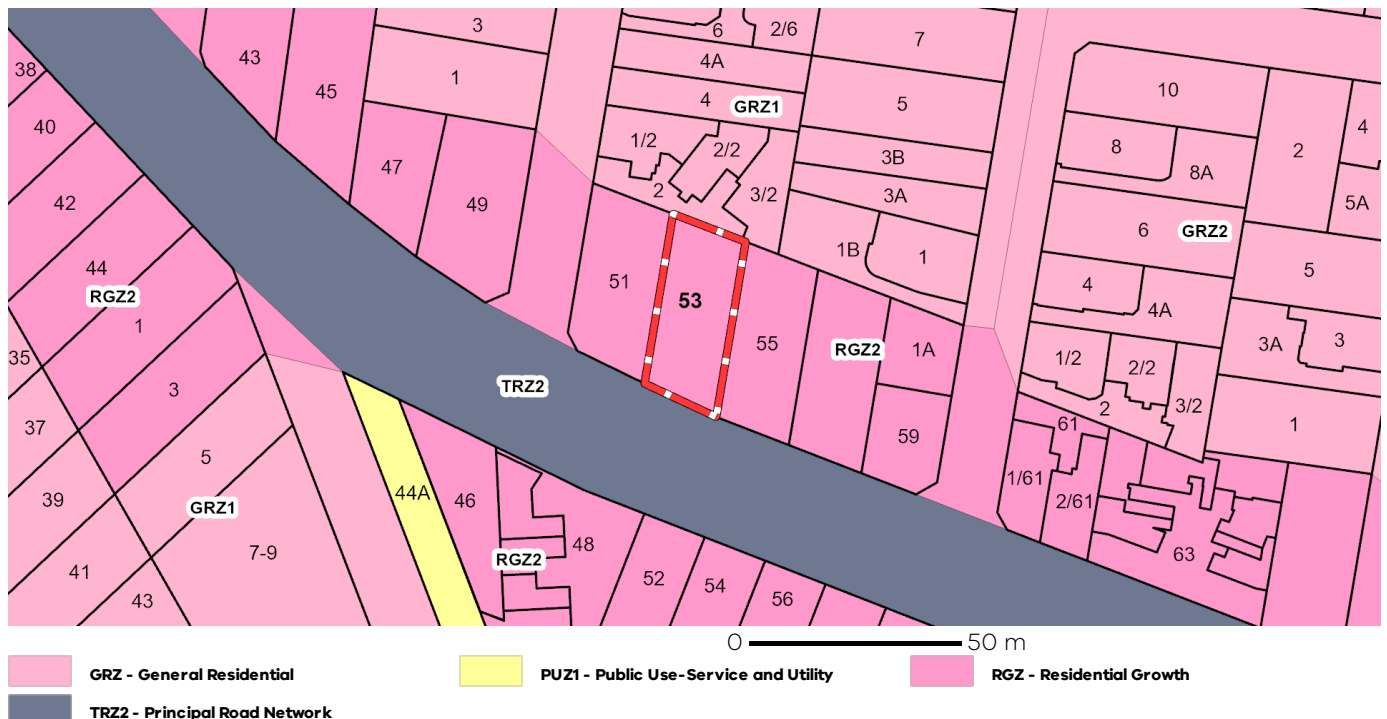 3
6
2/6
7
43
4A
38
45
1
10
4
GRZ1
5
4
40
1/2
2/2
8
2
3B
47
8A
2
3/2
3A
5A
42
49
6
GRZ2
1B
1
5
44
51
53
4
RGZ2
4A
1
55
RGZ2
1A
3A
3
35
1/2
2/2
TRZ2
3
3/2
2
1
37
61
59
5
1/61
44A
46
2/61
39
GRZ1
7-9
48
63
RGZ2
41
52
54
56
43
0 50 m
GRZ - General Residential
PUZ1 - Public Use-Service and Utility
RGZ - Residential Growth
TRZ2 - Principal Road Network